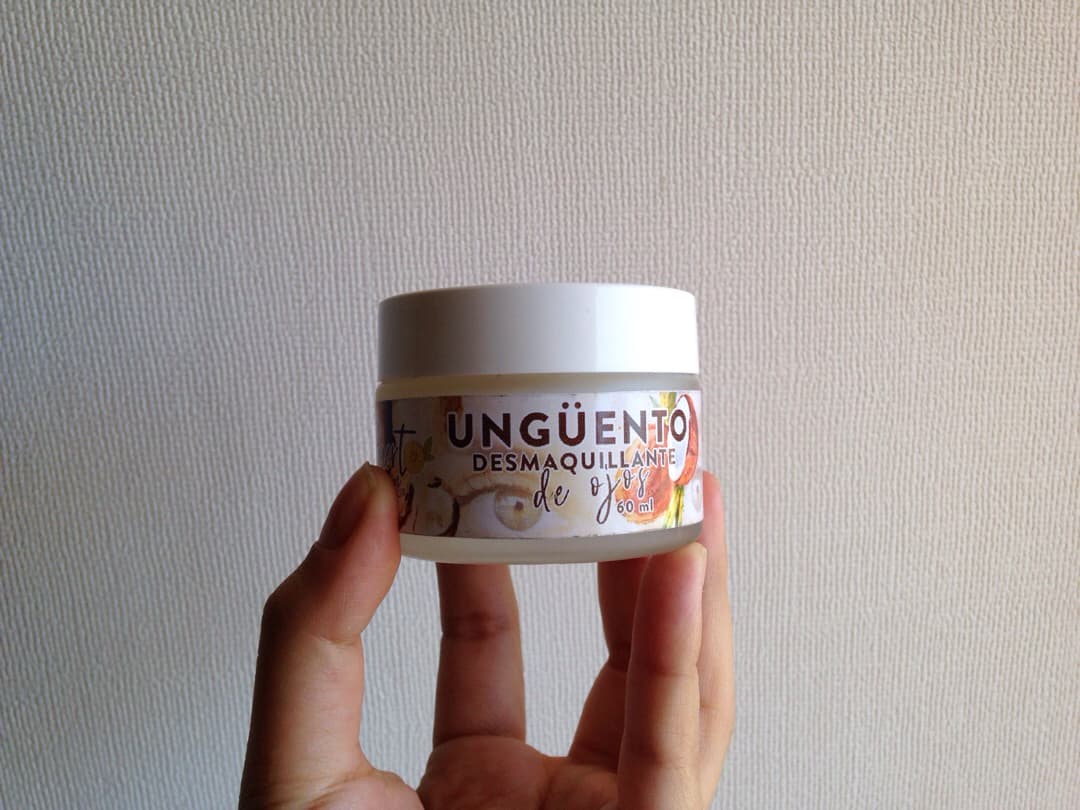 UNGÜENTO
DESMAQUILLANTE
de ojos
60 ml